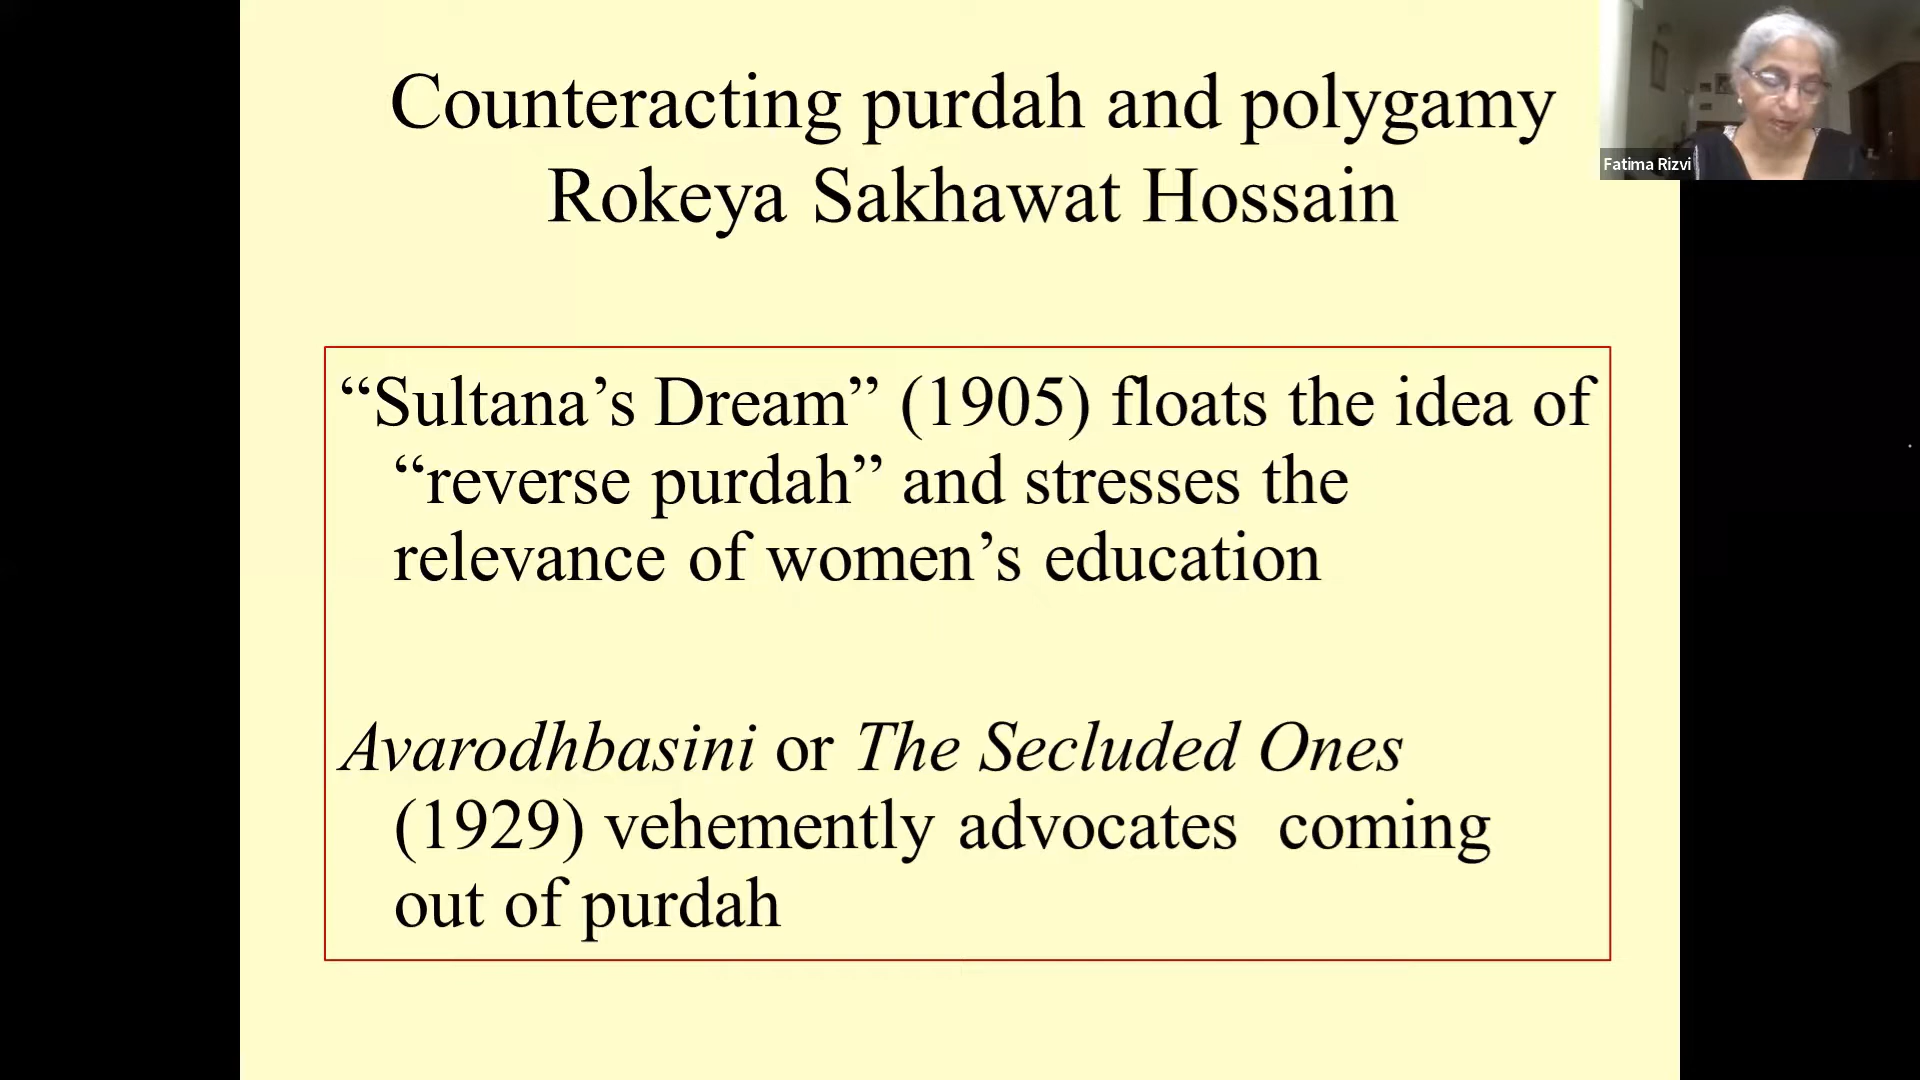 Counteracting purdah and polygamy
Rokeya Sakhawat Hossain
Fatima Rizvi
“Sultana’s Dream” (1905) floats the idea of
“reverse purdah” and stresses the
relevance of women’s education
Avarodhbasini or The Secluded Ones
(1929) vehemently advocates  coming
out of purdah